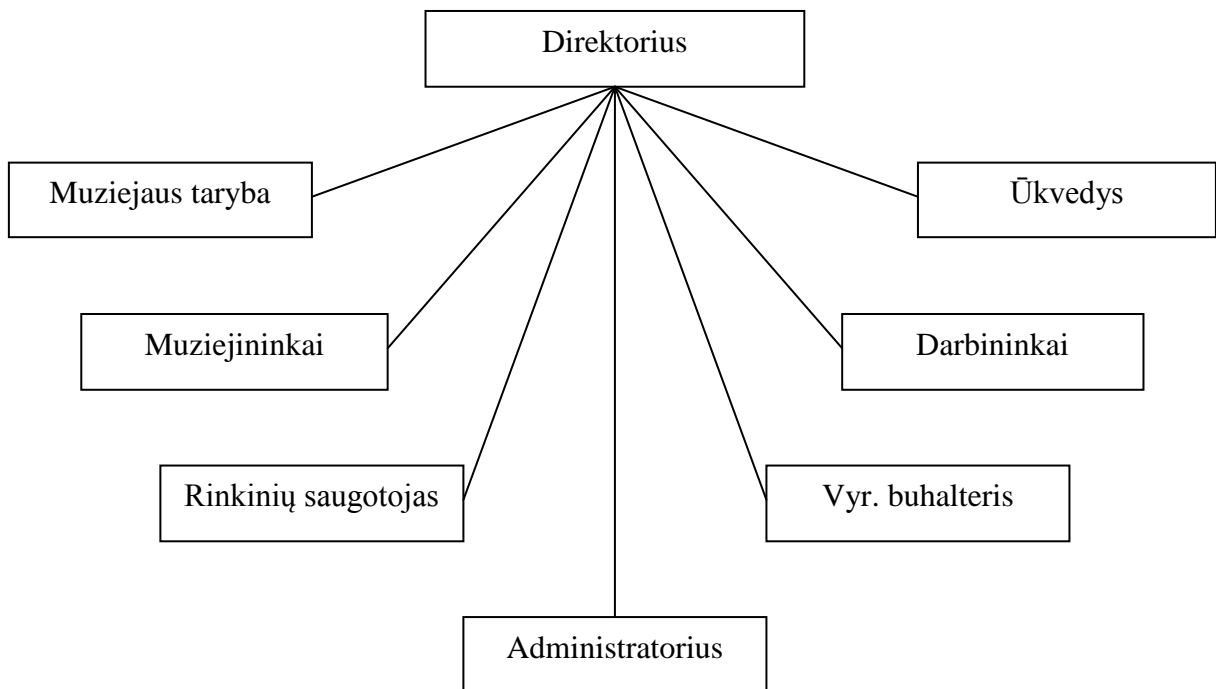 Direktorius
Muziejaus taryba
Ūkvedys
Muziejininkai
Darbininkai
Rinkinių saugotojas
Vyr. buhalteris
Administratorius